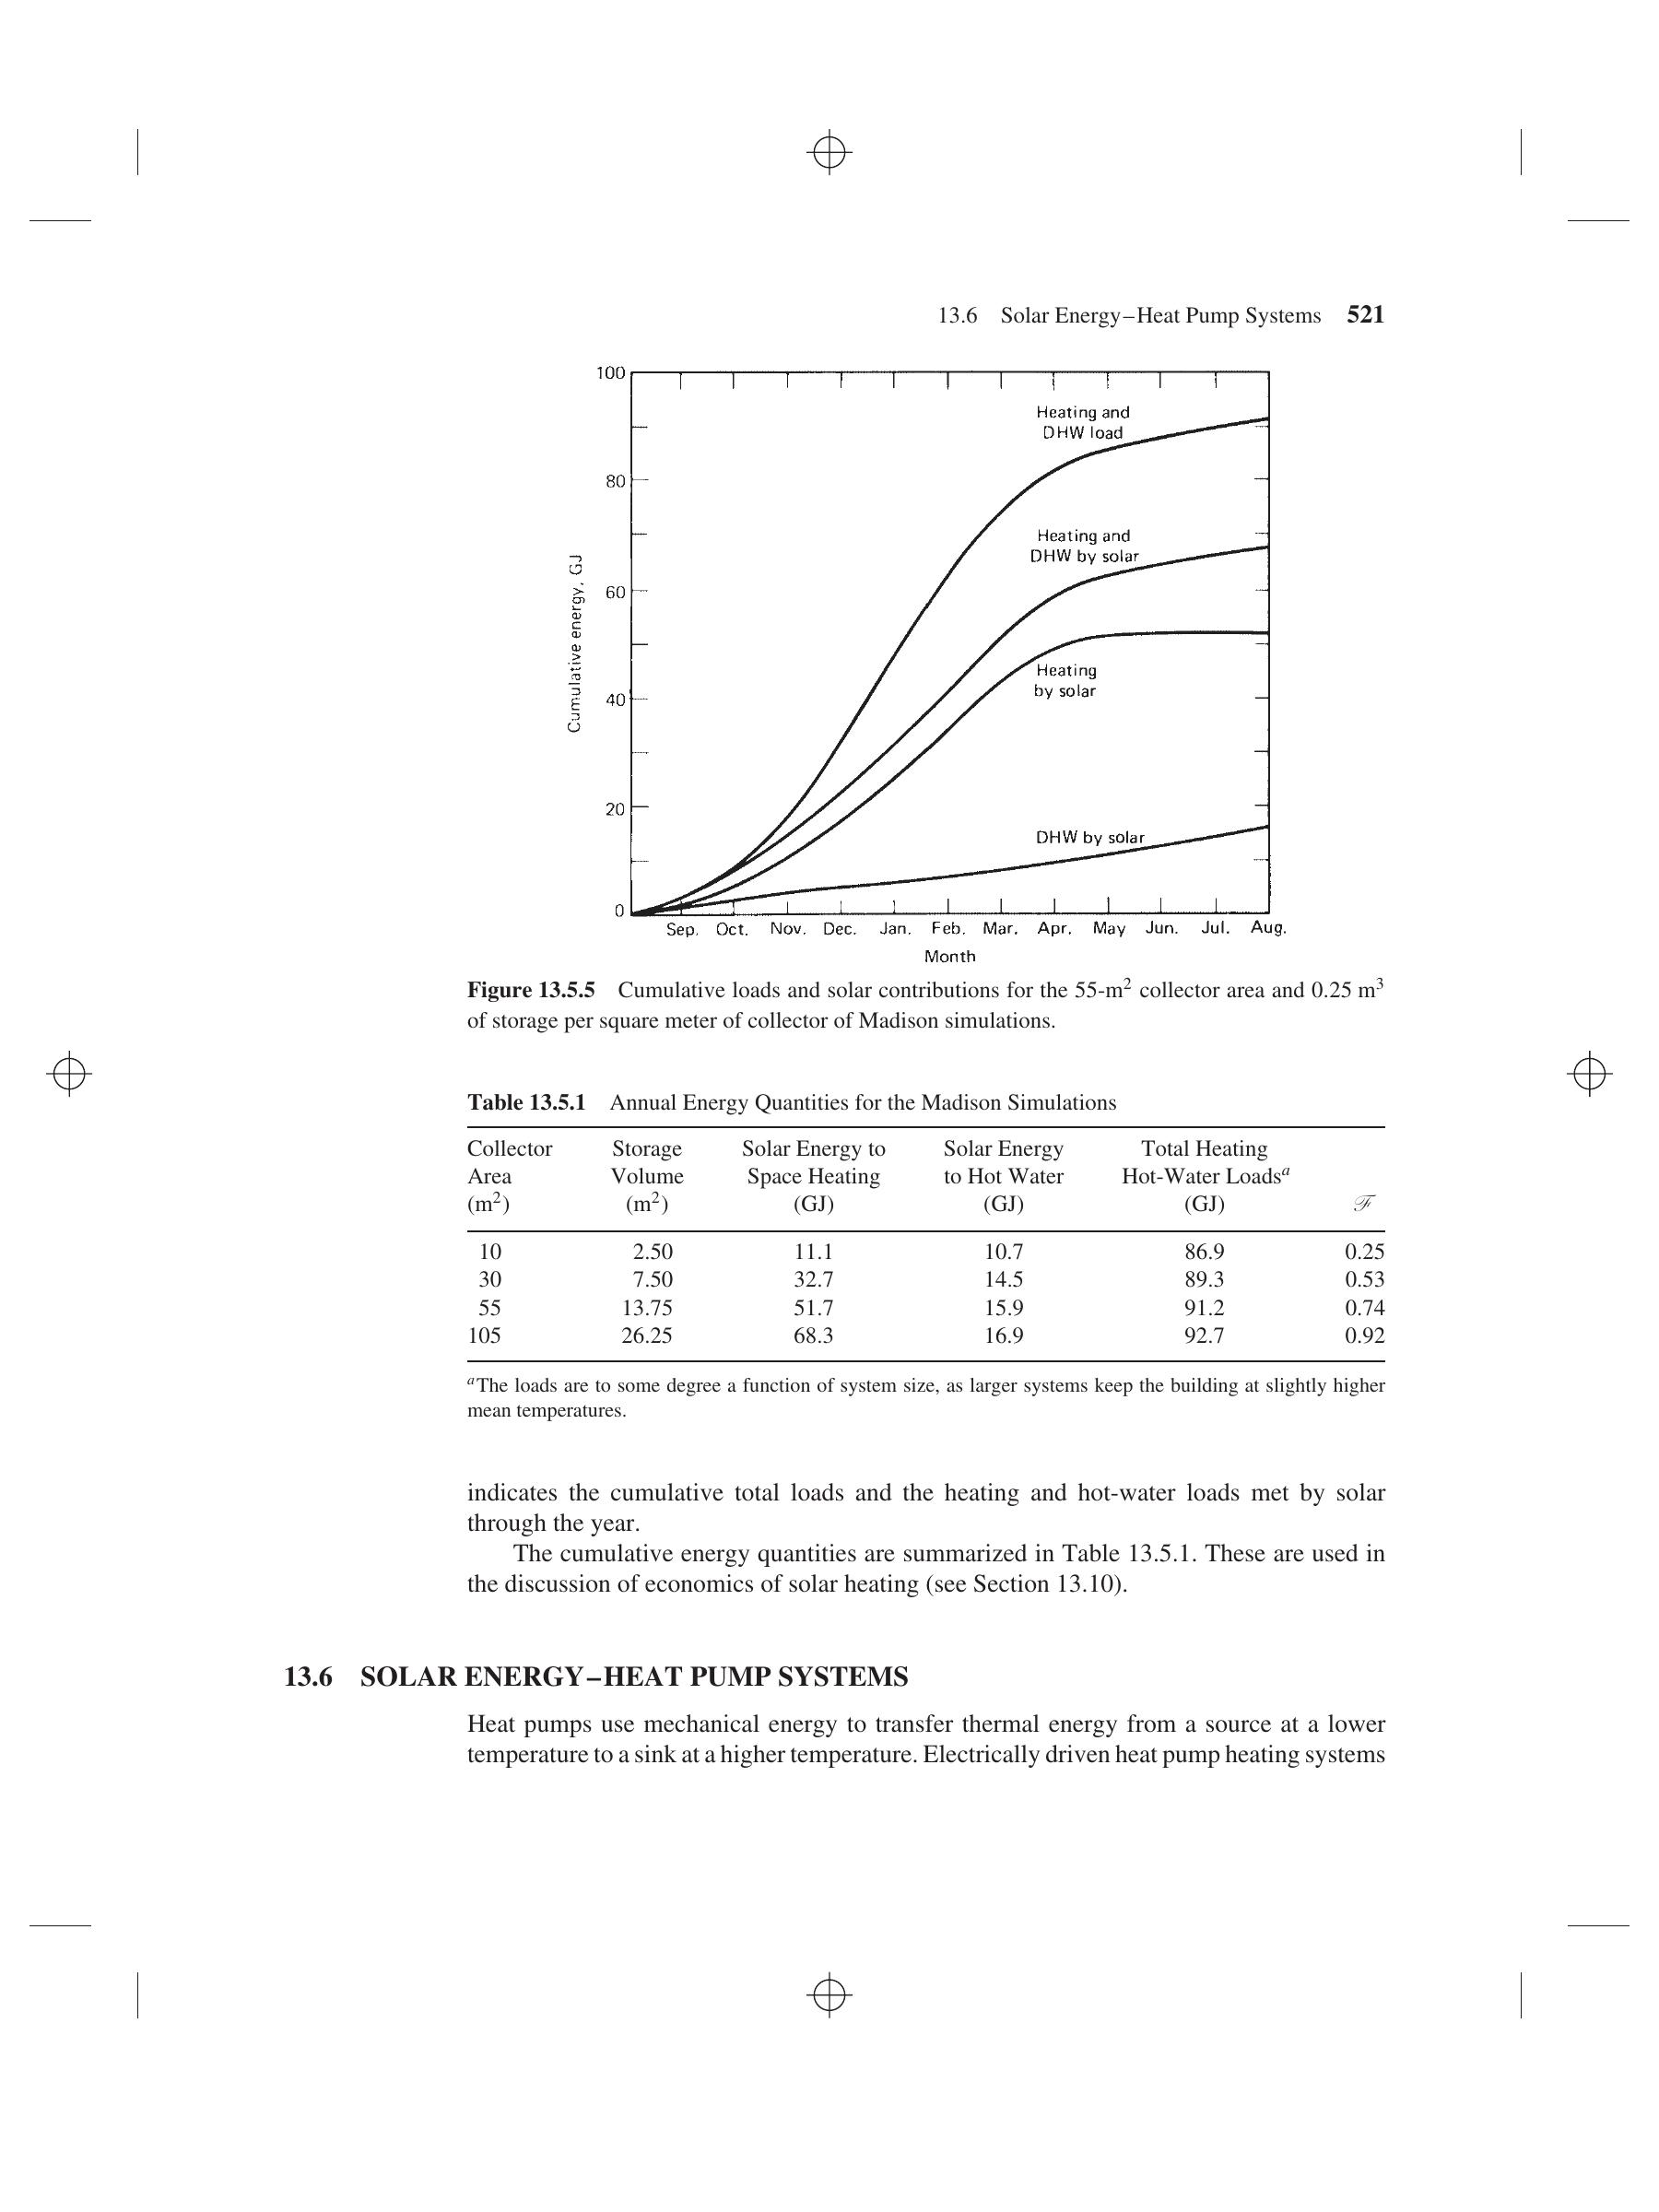 13.6 Solar Energy–Heat Pump Systems 521
100
80
60
40
20
0
Cumulative energy, GJ
Heating and
DHW load
Heating and
DHW by solar
Heating
by solar
DHW by solar
Sep. Oct. Nov. Dec. Jan. Feb. Mar. Apr. May Jun. Jul. Aug.
Month
Figure 13.5.5 Cumulative loads and solar contributions for the 55-m² collector area and 0.25 m³
of storage per square meter of collector of Madison simulations.
Table 13.5.1 Annual Energy Quantities for the Madison Simulations
Collector Storage Solar Energy to Solar Energy Total Heating
Area Volume Space Heating to Hot Water Hot-Water Loadsᵃ
(m²) (m²) (GJ) (GJ) (GJ) ℱ
10 2.50 11.1 10.7 86.9 0.25
30 7.50 32.7 14.5 89.3 0.53
55 13.75 51.7 15.9 91.2 0.74
105 26.25 68.3 16.9 92.7 0.92
ᵃThe loads are to some degree a function of system size, as larger systems keep the building at slightly higher
mean temperatures.
indicates the cumulative total loads and the heating and hot-water loads met by solar
through the year.
The cumulative energy quantities are summarized in Table 13.5.1. These are used in
the discussion of economics of solar heating (see Section 13.10).
13.6 SOLAR ENERGY–HEAT PUMP SYSTEMS
Heat pumps use mechanical energy to transfer thermal energy from a source at a lower
temperature to a sink at a higher temperature. Electrically driven heat pump heating systems